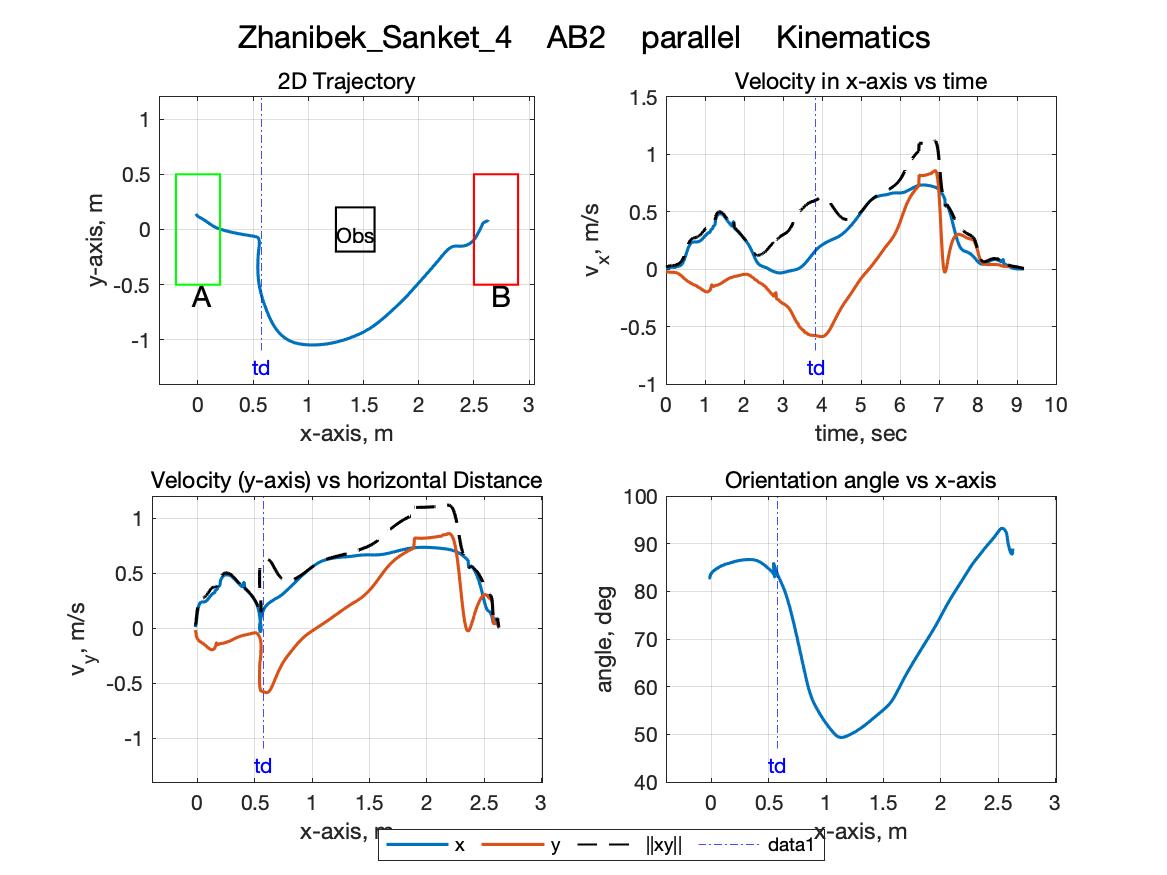 Zhanibek_Sanket_4 AB2 parallel Kinematics
2D Trajectory
1
0.5
0
-0.5
-1
y-axis, m
A
Obs
B
td
0 0.5 1 1.5 2 2.5 3
x-axis, m
Velocity in x-axis vs time
1.5
1
0.5
0
-0.5
-1
v_x, m/s
td
0 1 2 3 4 5 6 7 8 9 10
time, sec
Velocity (y-axis) vs horizontal Distance
1
0.5
0
-0.5
-1
v_y, m/s
td
0 0.5 1 1.5 2 2.5 3
x-axis, m
Orientation angle vs x-axis
100
90
80
70
60
50
40
angle, deg
td
0 0.5 1 1.5 2 2.5 3
x-axis, m
x y ||xy|| data1